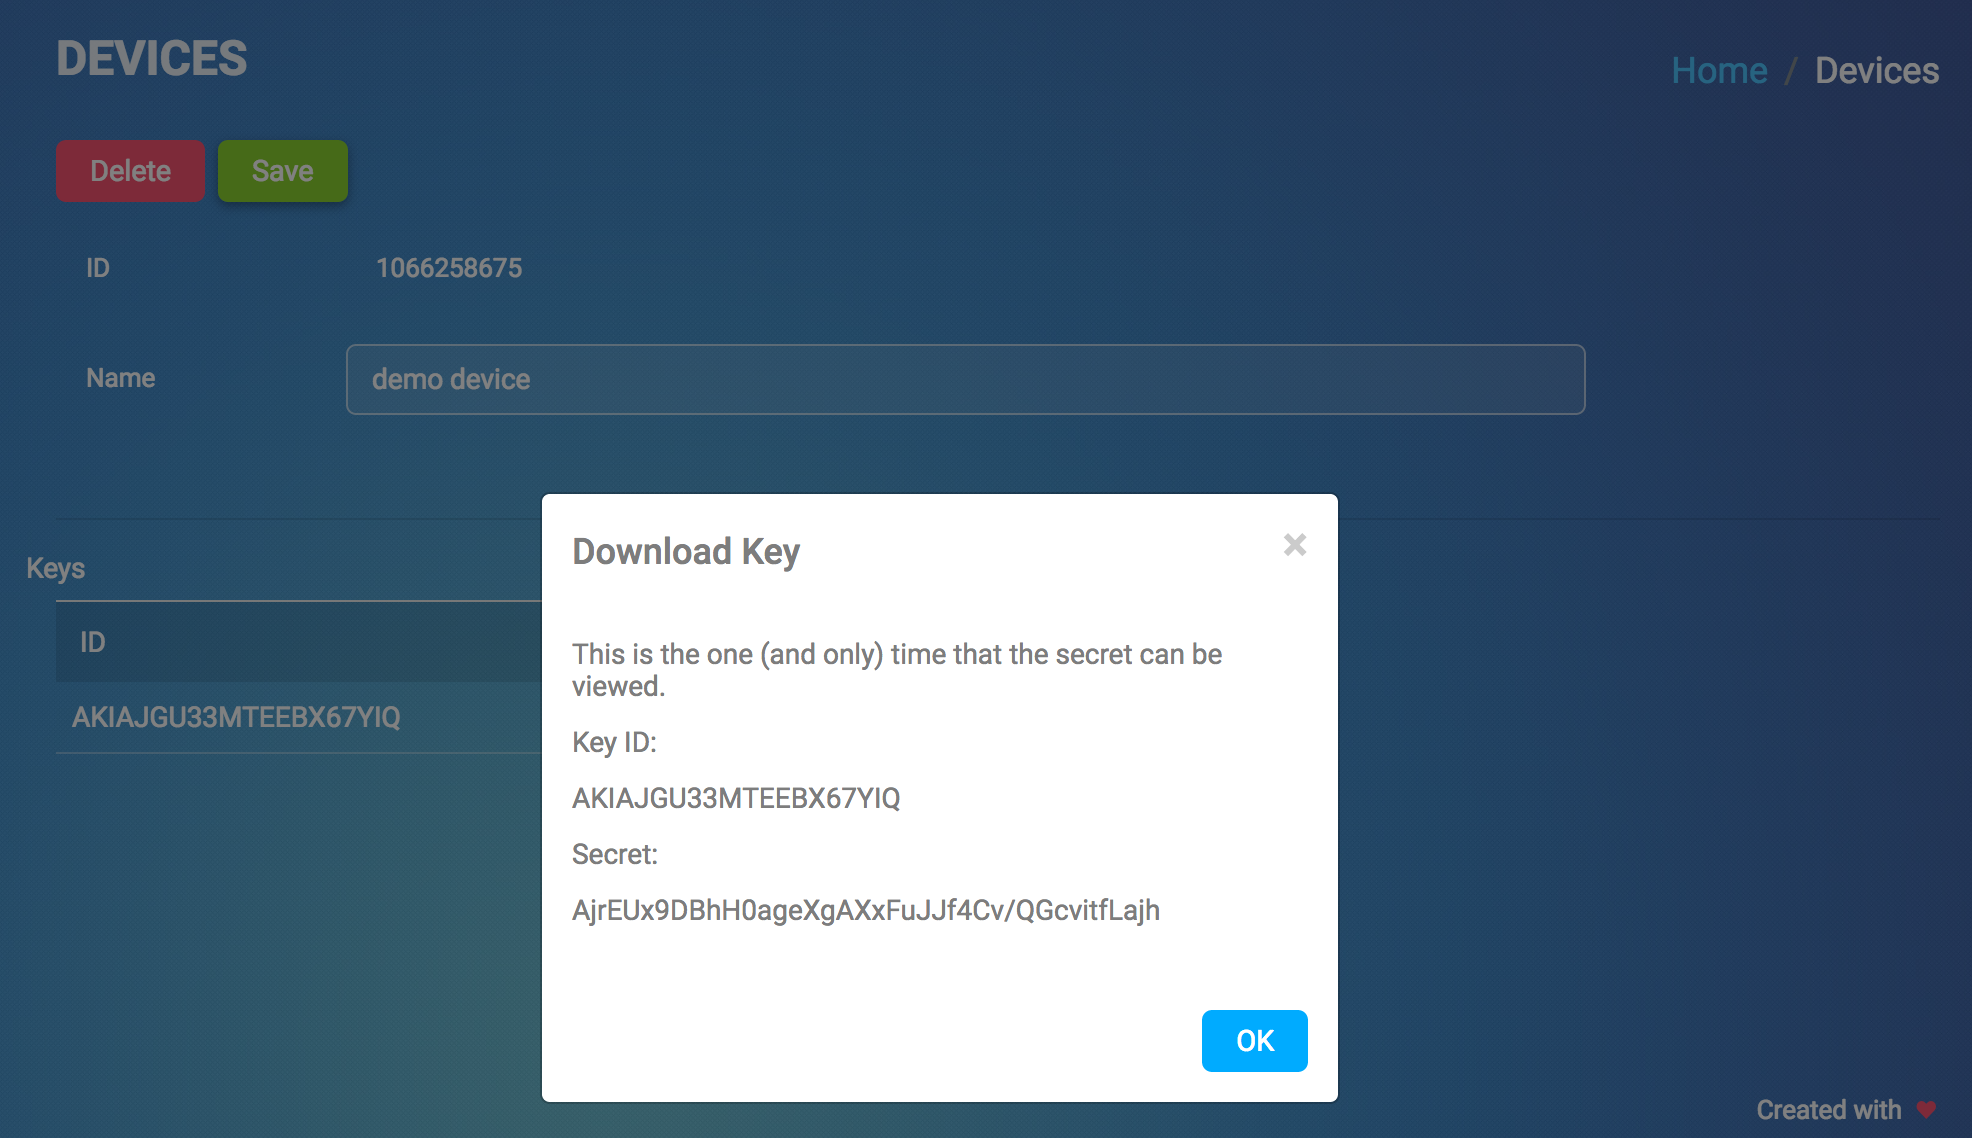 DEVICES
Home / Devices
Delete
Save
ID
1066258675
Name
demo device
Keys
ID
AKIAJGU33MTEEBX67YIQ
Download Key
×
This is the one (and only) time that the secret can be
viewed.
Key ID:
AKIAJGU33MTEEBX67YIQ
Secret:
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
OK
Created with